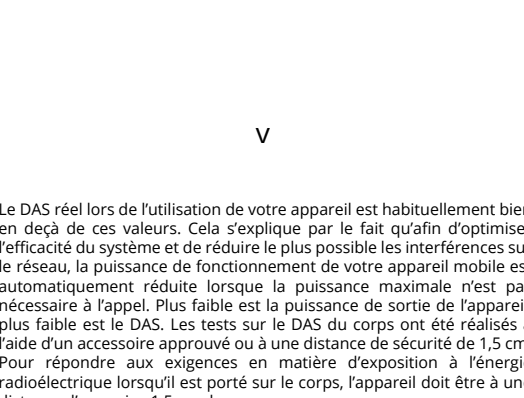 v
Le DAS réel lors de l’utilisation de votre appareil est habituellement bien
en deçà de ces valeurs. Cela s’explique par le fait qu’afin d’optimise
l’efficacité du système et de réduire le plus possible les interférences su
le réseau, la puissance de fonctionnement de votre appareil mobile es
automatiquement réduite lorsque la puissance maximale n’est pa
nécessaire à l’appel. Plus faible est la puissance de sortie de l’appareil
plus faible est le DAS. Les tests sur le DAS du corps ont été réalisés
l’aide d’un accessoire approuvé ou à une distance de sécurité de 1,5 cm
Pour répondre aux exigences en matière d’exposition à l’énergi
radioélectrique lorsqu’il est porté sur le corps, l’appareil doit être à un